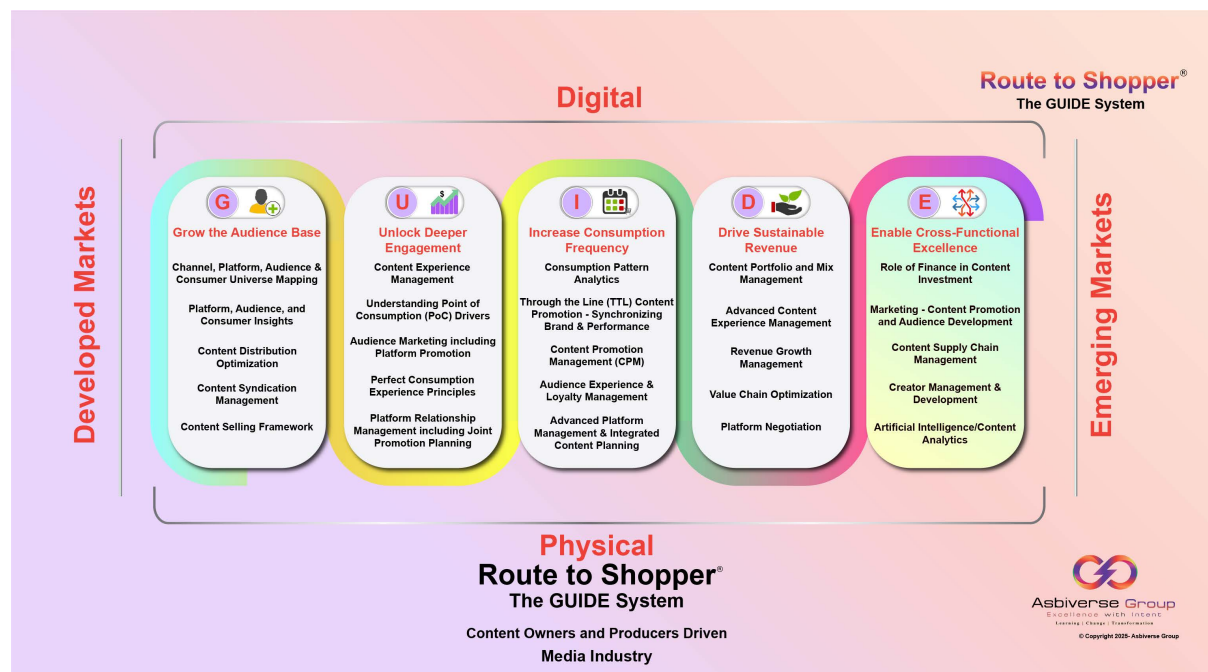 Digital
Route to Shopper®
The GUIDE System
Developed Markets
Emerging Markets
G
Grow the Audience Base
Channel, Platform, Audience &
Consumer Universe Mapping
Platform, Audience, and
Consumer Insights
Content Distribution
Optimization
Content Syndication
Management
Content Selling Framework
U
$
Unlock Deeper
Engagement
Content Experience
Management
Understanding Point of
Consumption (PoC) Drivers
Audience Marketing including
Platform Promotion
Perfect Consumption
Experience Principles
Platform Relationship
Management including Joint
Promotion Planning
I
Increase Consumption
Frequency
Consumption Pattern
Analytics
Through the Line (TTL) Content
Promotion - Synchronizing
Brand & Performance
Content Promotion
Management (CPM)
Audience Experience &
Loyalty Management
Advanced Platform
Management & Integrated
Content Planning
D
Drive Sustainable
Revenue
Content Portfolio and Mix
Management
Advanced Content
Experience Management
Revenue Growth
Management
Value Chain Optimization
Platform Negotiation
E
Enable Cross-Functional
Excellence
Role of Finance in Content
Investment
Marketing - Content Promotion
and Audience Development
Content Supply Chain
Management
Creator Management &
Development
Artificial Intelligence/Content
Analytics
Physical
Route to Shopper®
The GUIDE System
Content Owners and Producers Driven
Media Industry
Asbiverse Group
Excellence with Intent
Learning | Change | Transformation
© Copyright 2025- Asbiverse Group